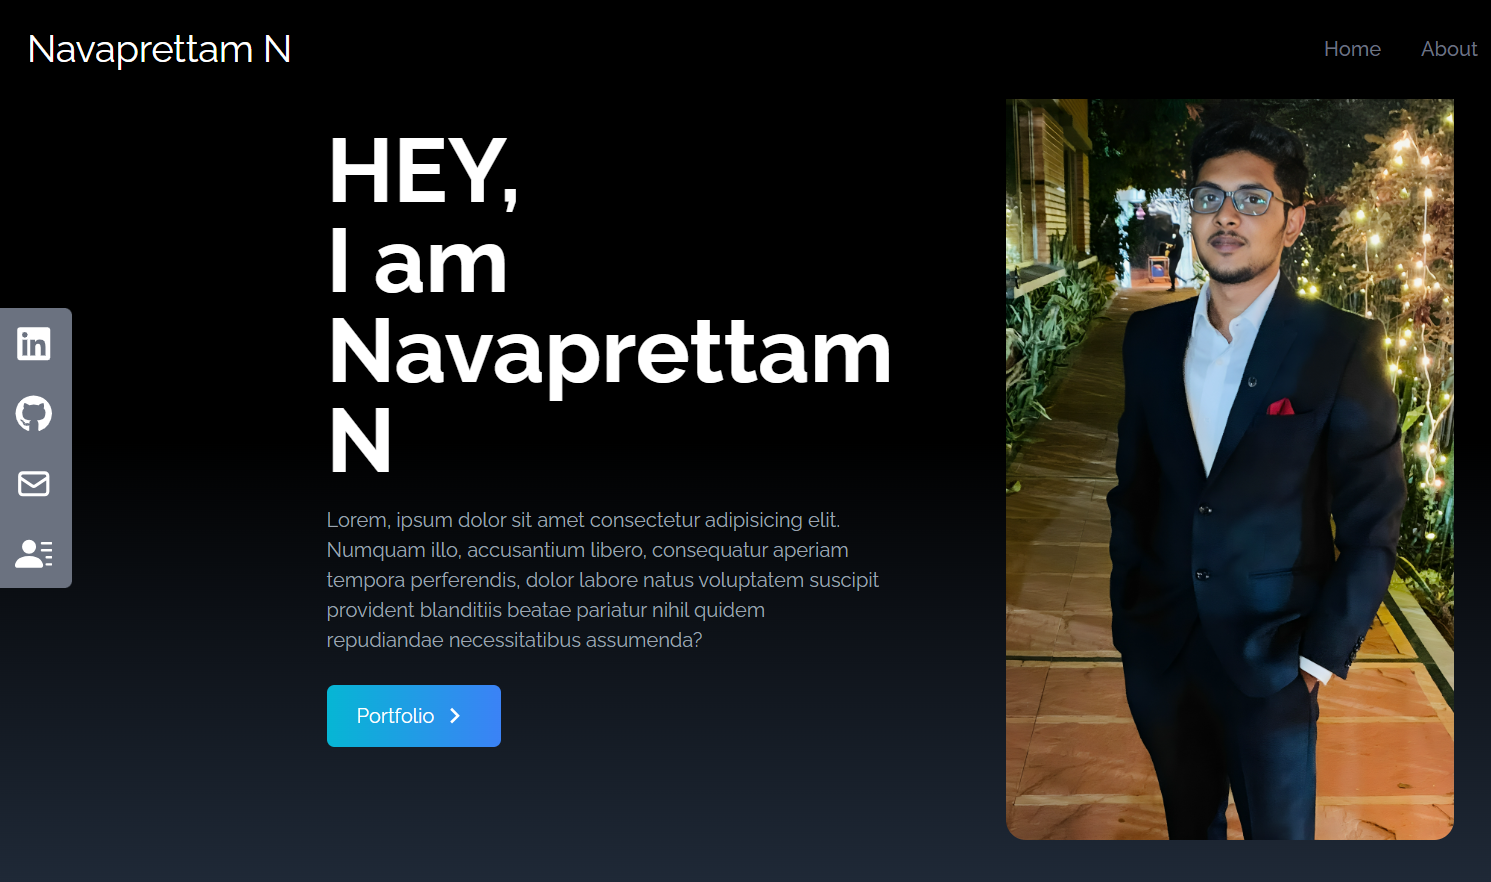 Navaprettam N
Home
About
HEY,
I am
Navaprettam
N
in
Lorem, ipsum dolor sit amet consectetur adipisicing elit.
Numquam illo, accusantium libero, consequatur aperiam
tempora perferendis, dolor labore natus voluptatem suscipit
provident blanditiis beatae pariatur nihil quidem
repudiandae necessitatibus assumenda?
Portfolio